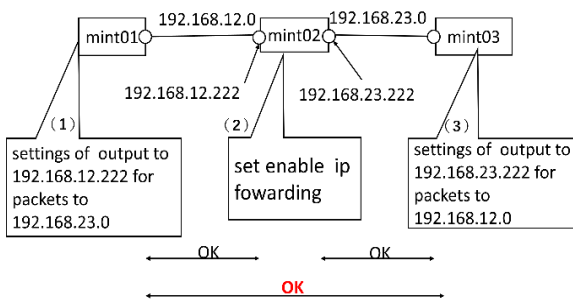 192.168.12.0
192.168.23.0
mint01
mint02
mint03
192.168.12.222
192.168.23.222
(1)
(2)
(3)
settings of output to
192.168.12.222 for
packets to
192.168.23.0
set enable ip
fowarding
settings of output to
192.168.23.222 for
packets to
192.168.12.0
OK
OK
OK